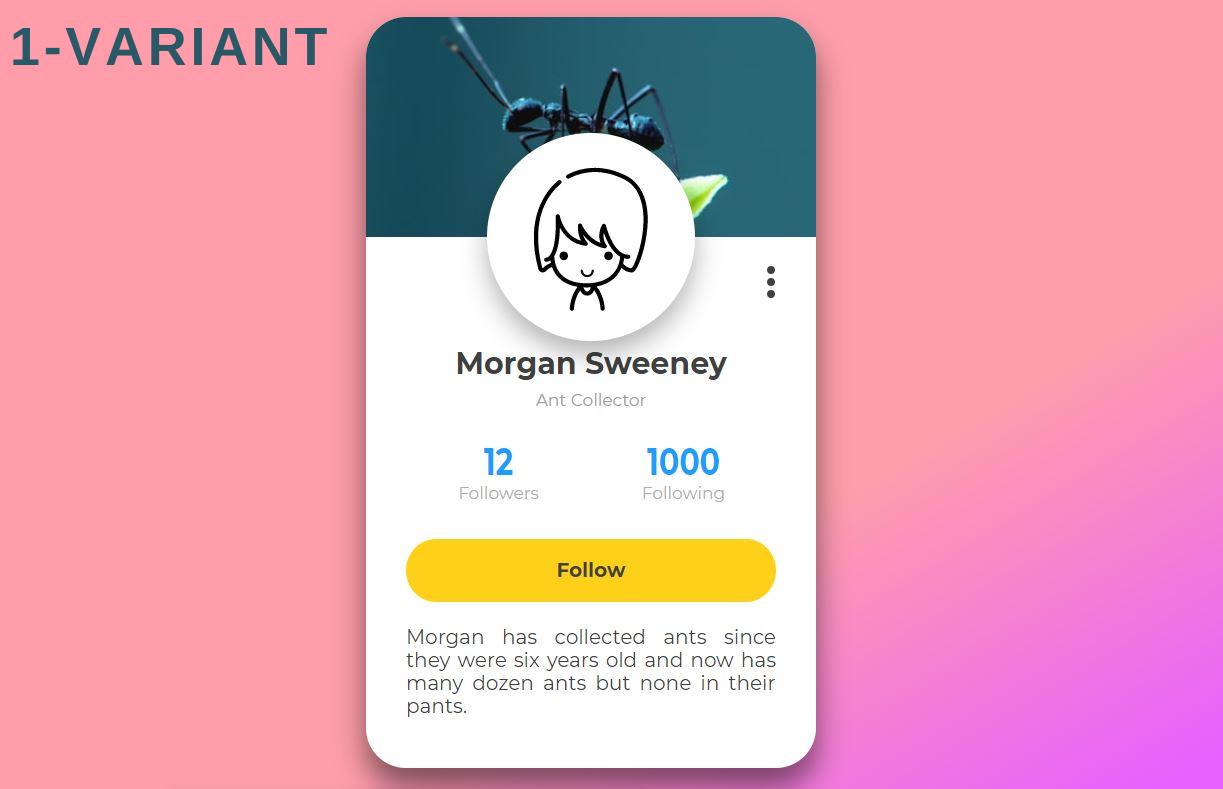 1-VARIANT
Morgan Sweeney
Ant Collector
12
Followers
1000
Following
Follow
Morgan has collected ants since
they were six years old and now has
many dozen ants but none in their
pants.